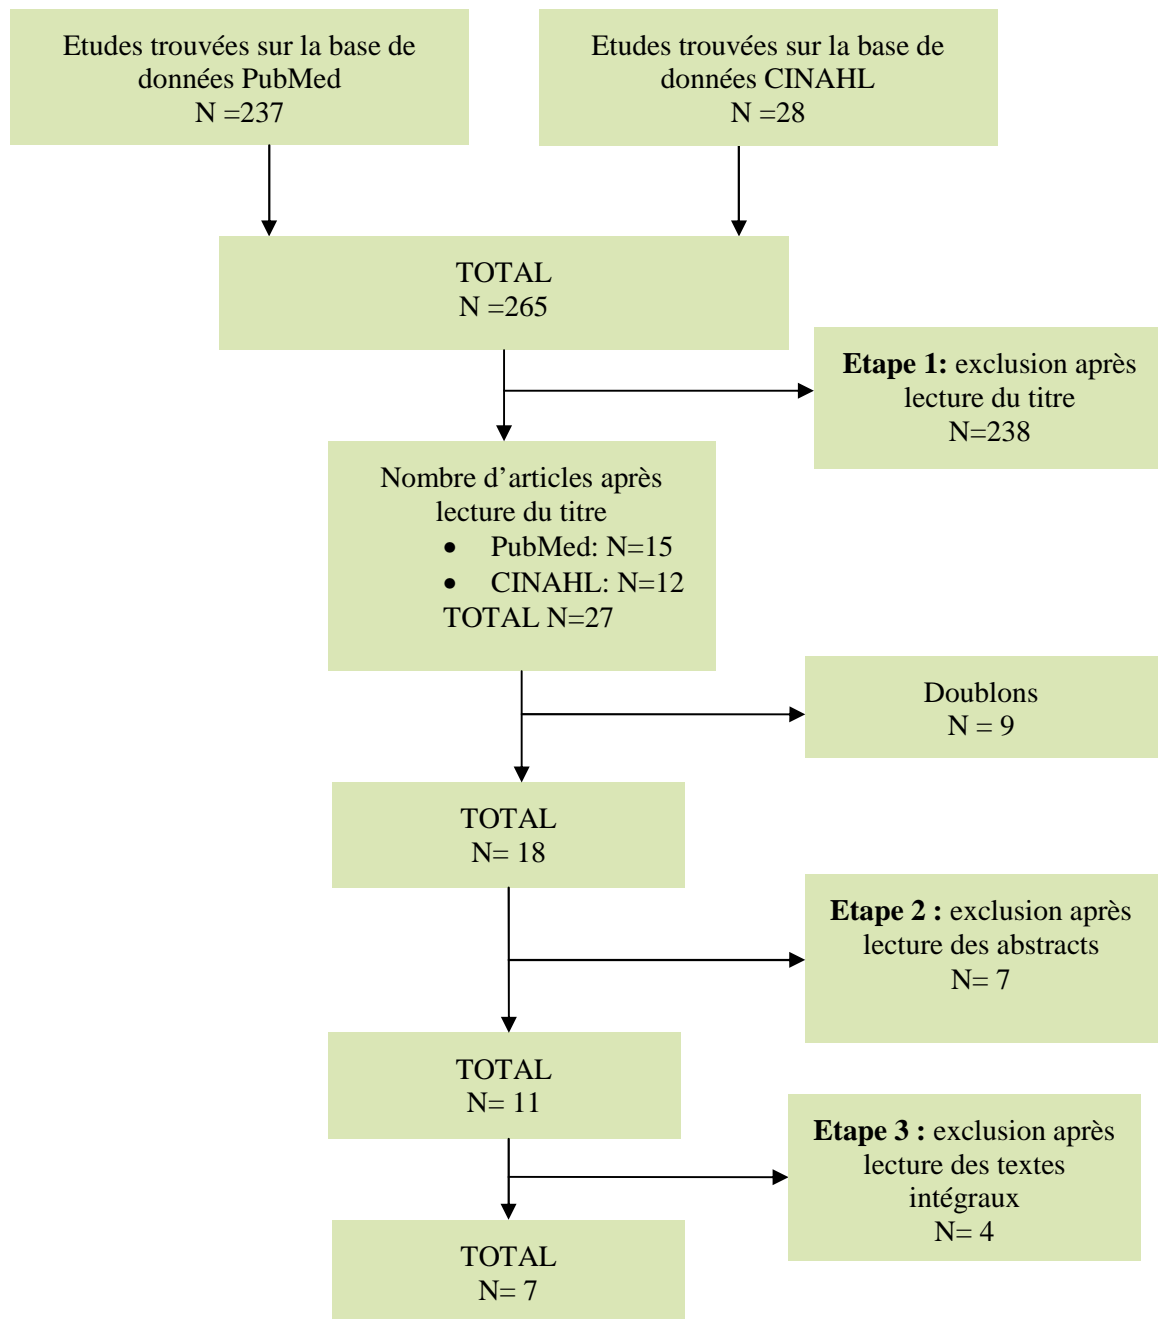 Etudes trouvées sur la base de
données PubMed
N =237
Etudes trouvées sur la base de
données CINAHL
N =28
TOTAL
N =265
Etape 1: exclusion après
lecture du titre
N=238
Nombre d’articles après
lecture du titre
• PubMed: N=15
• CINAHL: N=12
TOTAL N=27
Doublons
N = 9
TOTAL
N= 18
Etape 2 : exclusion après
lecture des abstracts
N= 7
TOTAL
N= 11
Etape 3 : exclusion après
lecture des textes
intégraux
N= 4
TOTAL
N= 7